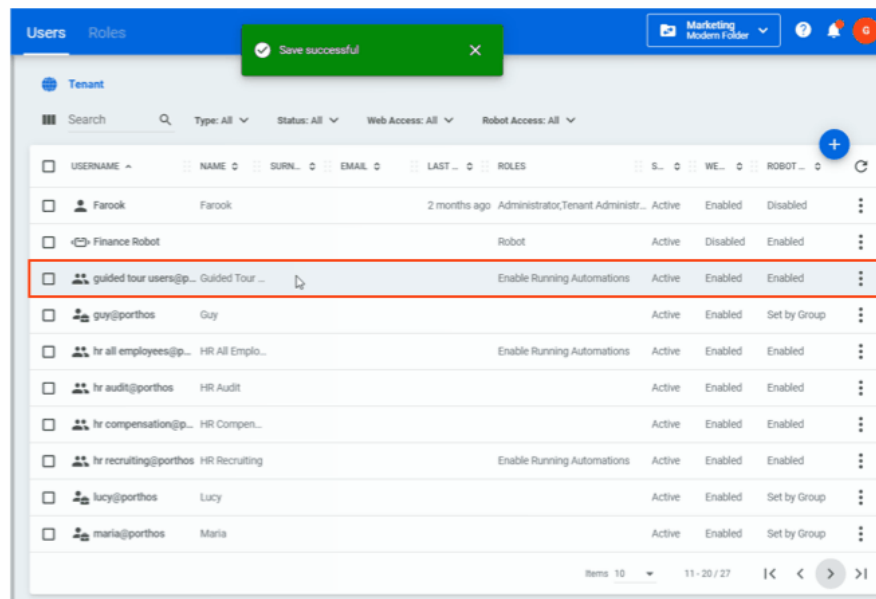 Users Roles
Save successful
Marketing
Modern Folder
G
Tenant
Search Type: All Status: All Web Access: All Robot Access: All
USERNAME NAME SURN... EMAIL LAST ... ROLES S... WE... ROBOT ...
Farook Farook 2 months ago Administrator,Tenant Administr... Active Enabled Disabled
Finance Robot Robot Active Disabled Enabled
guided tour users@p... Guided Tour ... Enable Running Automations Active Enabled Enabled
guy@porthos Guy Active Enabled Set by Group
hr all employees@p... HR All Emplo... Enable Running Automations Active Enabled Enabled
hr audit@porthos HR Audit Active Enabled Enabled
hr compensation@p... HR Compen... Active Enabled Enabled
hr recruiting@porthos HR Recruiting Enable Running Automations Active Enabled Enabled
lucy@porthos Lucy Active Enabled Set by Group
maria@porthos Maria Active Enabled Set by Group
Items 10 11 - 20 / 27